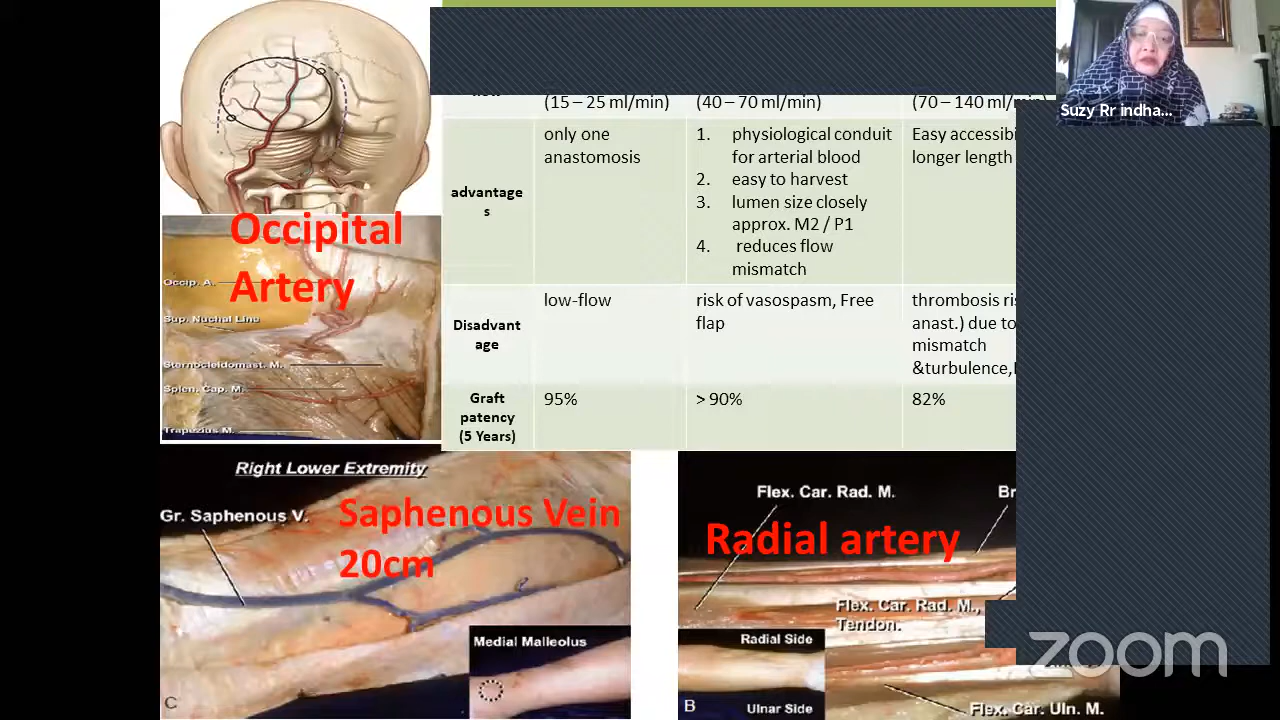 Suzy Rr indha...
(15 – 25 ml/min)
(40 – 70 ml/min)
(70 – 140 ml/min)
advantage
s
only one
anastomosis
1. physiological conduit
for arterial blood
2. easy to harvest
3. lumen size closely
approx. M2 / P1
4. reduces flow
mismatch
Easy accessibi
longer length
Disadvant
age
low-flow
risk of vasospasm, Free
flap
thrombosis ris
anast.) due to
mismatch
&turbulence,
Graft
patency
(5 Years)
95%
> 90%
82%
Occipital
Artery
Occip. A.
Sup. Nuchal Line
Sternocleidomast. M.
Splen. Cap. M.
Trapezius M.
Right Lower Extremity
Gr. Saphenous V.
Saphenous Vein
20cm
Medial Malleolus
C
Flex. Car. Rad. M.
Br
Radial artery
Flex. Car. Rad. M.,
Tendon.
Radial Side
Ulnar Side
B
Flex. Car. Uln. M.
zoom